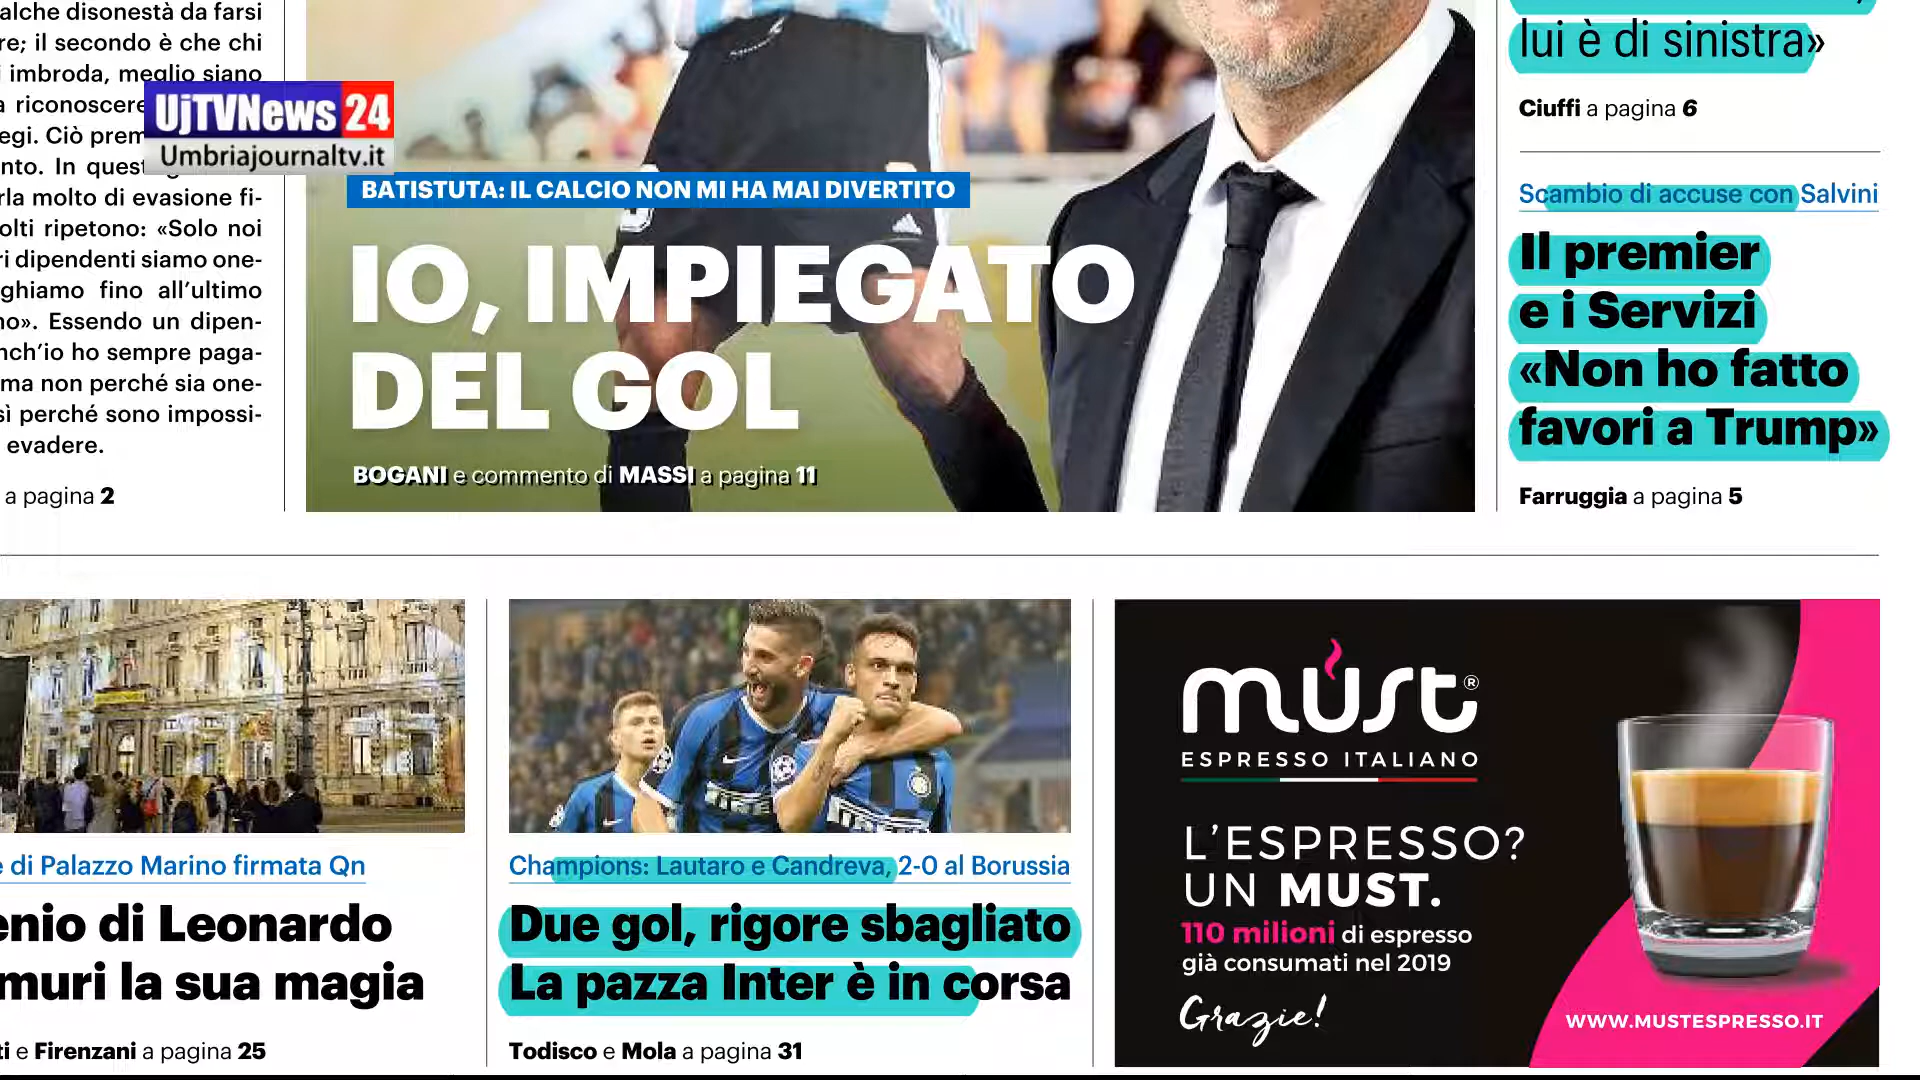 alche disonestà da farsi
re; il secondo è che chi
i imbroda, meglio siano
a riconoscere
egi. Ciò prem
nto. In quest
rla molto di evasione fi-
olti ripetono: «Solo noi
ri dipendenti siamo one-
ghiamo fino all'ultimo
no». Essendo un dipen-
nch'io ho sempre paga-
ma non perché sia one-
sì perché sono impossi-
evadere.
a pagina 2
UjTVNews 24
Umbriajournaltv.it
BATISTUTA: IL CALCIO NON MI HA MAI DIVERTITO
IO, IMPIEGATO
DEL GOL
BOGANI e commento di MASSI a pagina 11
lui è di sinistra»
Ciuffi a pagina 6
Scambio di accuse con Salvini
Il premier
e i Servizi
«Non ho fatto
favori a Trump»
Farruggia a pagina 5
e di Palazzo Marino firmata Qn
enio di Leonardo
muri la sua magia
ti e Firenzani a pagina 25
Champions: Lautaro e Candreva, 2-0 al Borussia
Due gol, rigore sbagliato
La pazza Inter è in corsa
Todisco e Mola a pagina 31
must®
ESPRESSO ITALIANO
L'ESPRESSO?
UN MUST.
110 milioni di espresso
già consumati nel 2019
Grazie!
WWW.MUSTESPRESSO.IT